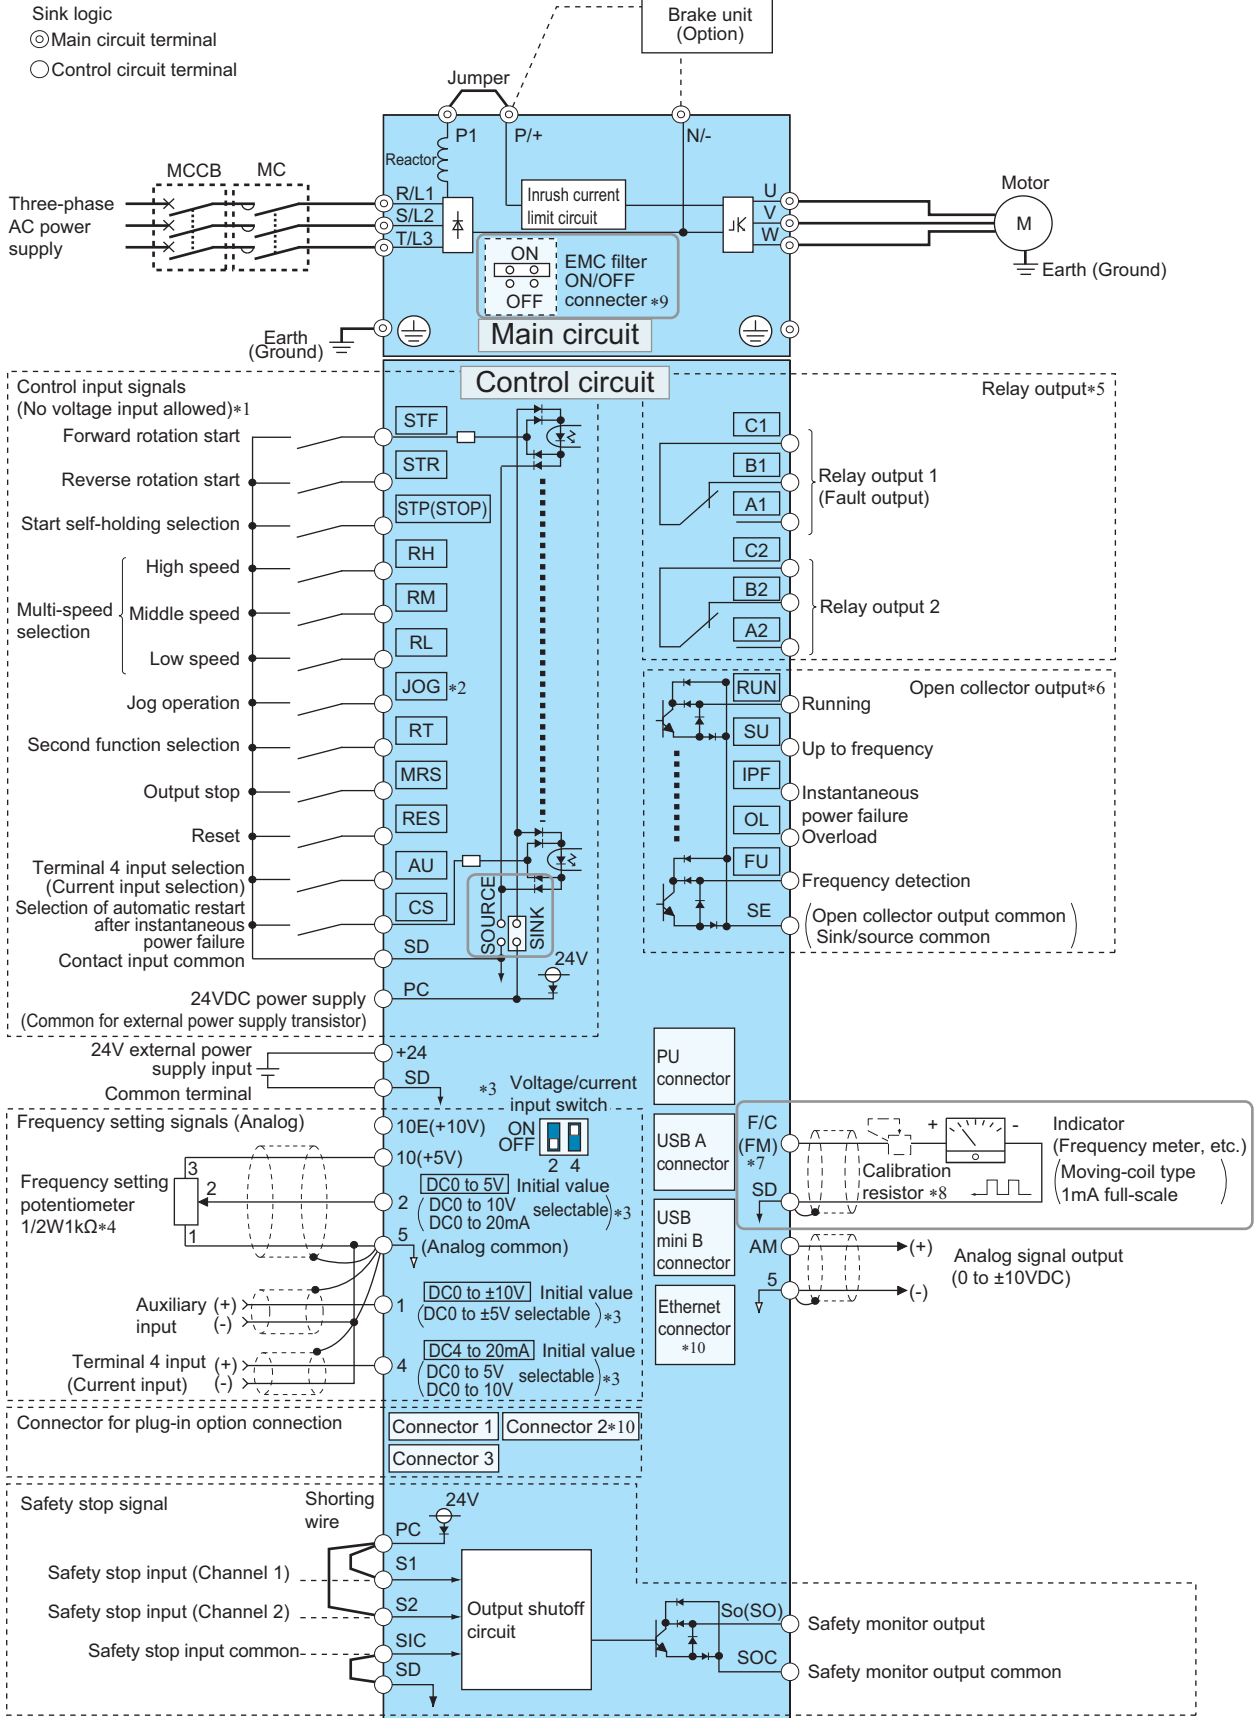 Sink logic
Main circuit terminal
Control circuit terminal
Brake unit
(Option)
Jumper
P1
P/+
N/-
Reactor
MCCB
MC
R/L1
S/L2
T/L3
Inrush current
limit circuit
U
V
W
Motor
M
Three-phase
AC power
supply
ON
OFF
EMC filter
ON/OFF
connecter *9
Earth (Ground)
Earth
(Ground)
Main circuit
Control circuit
Control input signals
(No voltage input allowed)*1
Forward rotation start
STF
Reverse rotation start
STR
Start self-holding selection
STP(STOP)
Multi-speed
selection
High speed
RH
Middle speed
RM
Low speed
RL
Jog operation
JOG *2
Second function selection
RT
Output stop
MRS
Reset
RES
Terminal 4 input selection
(Current input selection)
AU
Selection of automatic restart
after instantaneous
power failure
CS
SOURCE
SINK
Contact input common
SD
24V
24VDC power supply
(Common for external power supply transistor)
PC
Relay output*5
C1
B1
A1
Relay output 1
(Fault output)
C2
B2
A2
Relay output 2
Open collector output*6
RUN
Running
SU
Up to frequency
IPF
Instantaneous
power failure
OL
Overload
FU
Frequency detection
SE
Open collector output common
Sink/source common
24V external power
supply input
+24
Common terminal
SD
*3 Voltage/current
input switch
ON
OFF
2 4
Frequency setting signals (Analog)
10E(+10V)
10(+5V)
Frequency setting
potentiometer
1/2W1kΩ*4
3
2
1
2
DC0 to 5V Initial value
DC0 to 10V
DC0 to 20mA
selectable *3
5
(Analog common)
Auxiliary (+)
input (-)
1
DC0 to ±10V Initial value
(DC0 to ±5V selectable) *3
Terminal 4 input (+)
(Current input) (-)
4
DC4 to 20mA Initial value
DC0 to 5V
DC0 to 10V
selectable *3
PU
connector
USB A
connector
USB
mini B
connector
Ethernet
connector
*10
F/C
(FM)
*7
SD
+
-
Calibration
resistor *8
Indicator
(Frequency meter, etc.)
(Moving-coil type
1mA full-scale)
AM
(+)
5
(-)
Analog signal output
(0 to ±10VDC)
Connector for plug-in option connection
Connector 1
Connector 2*10
Connector 3
Safety stop signal
Shorting
wire
24V
PC
Safety stop input (Channel 1)
S1
Safety stop input (Channel 2)
S2
Safety stop input common
SIC
SD
Output shutoff
circuit
So(SO)
Safety monitor output
SOC
Safety monitor output common